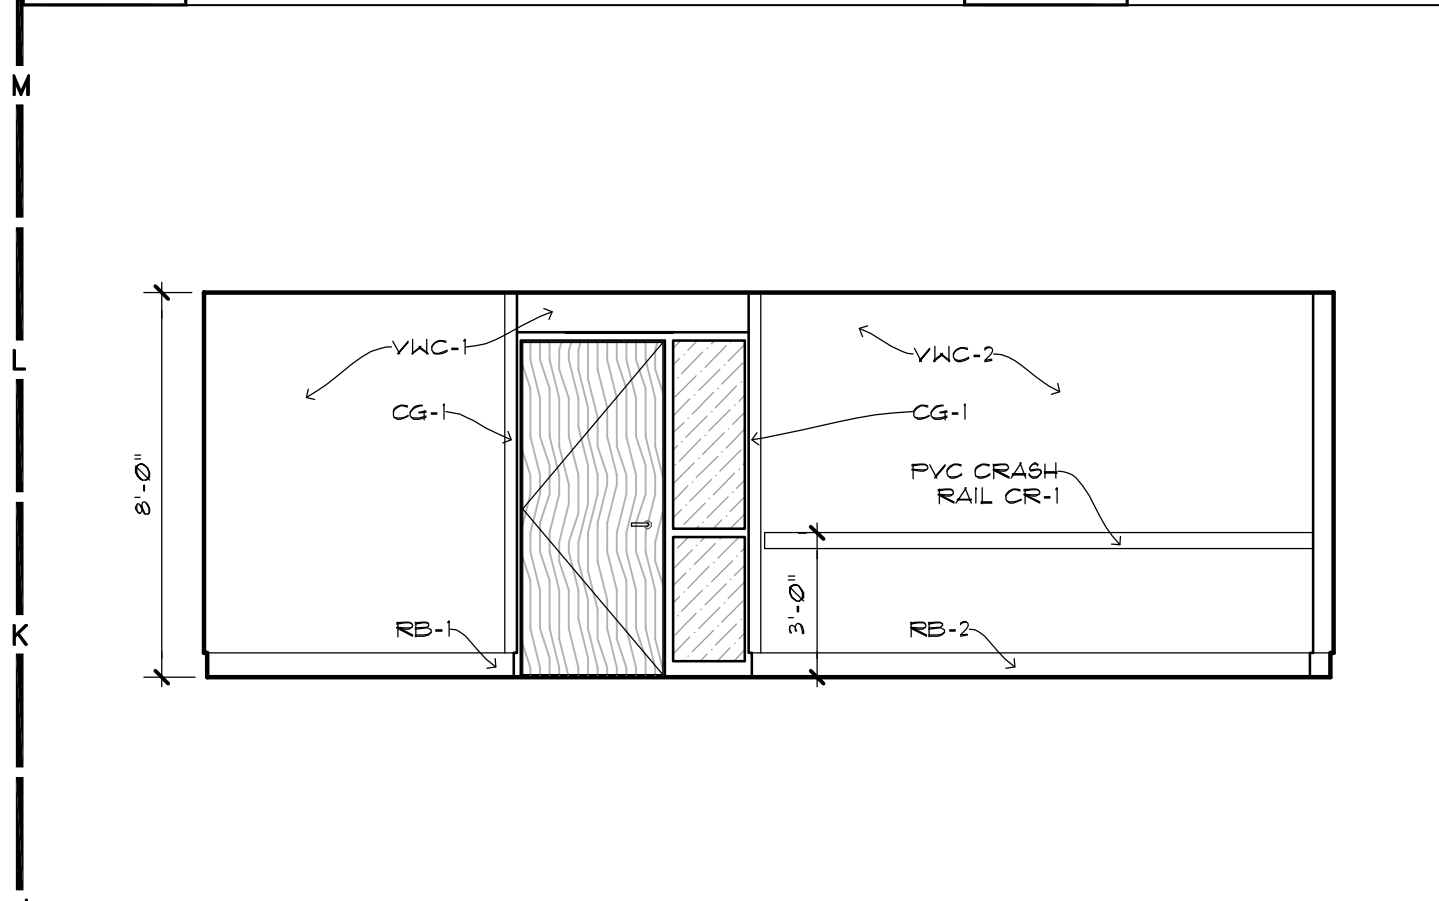 M
VWC-1
VWC-2
L
CG-1
CG-1
8'-0"
PVC CRASH
RAIL CR-1
3'-0"
RB-1
RB-2
K